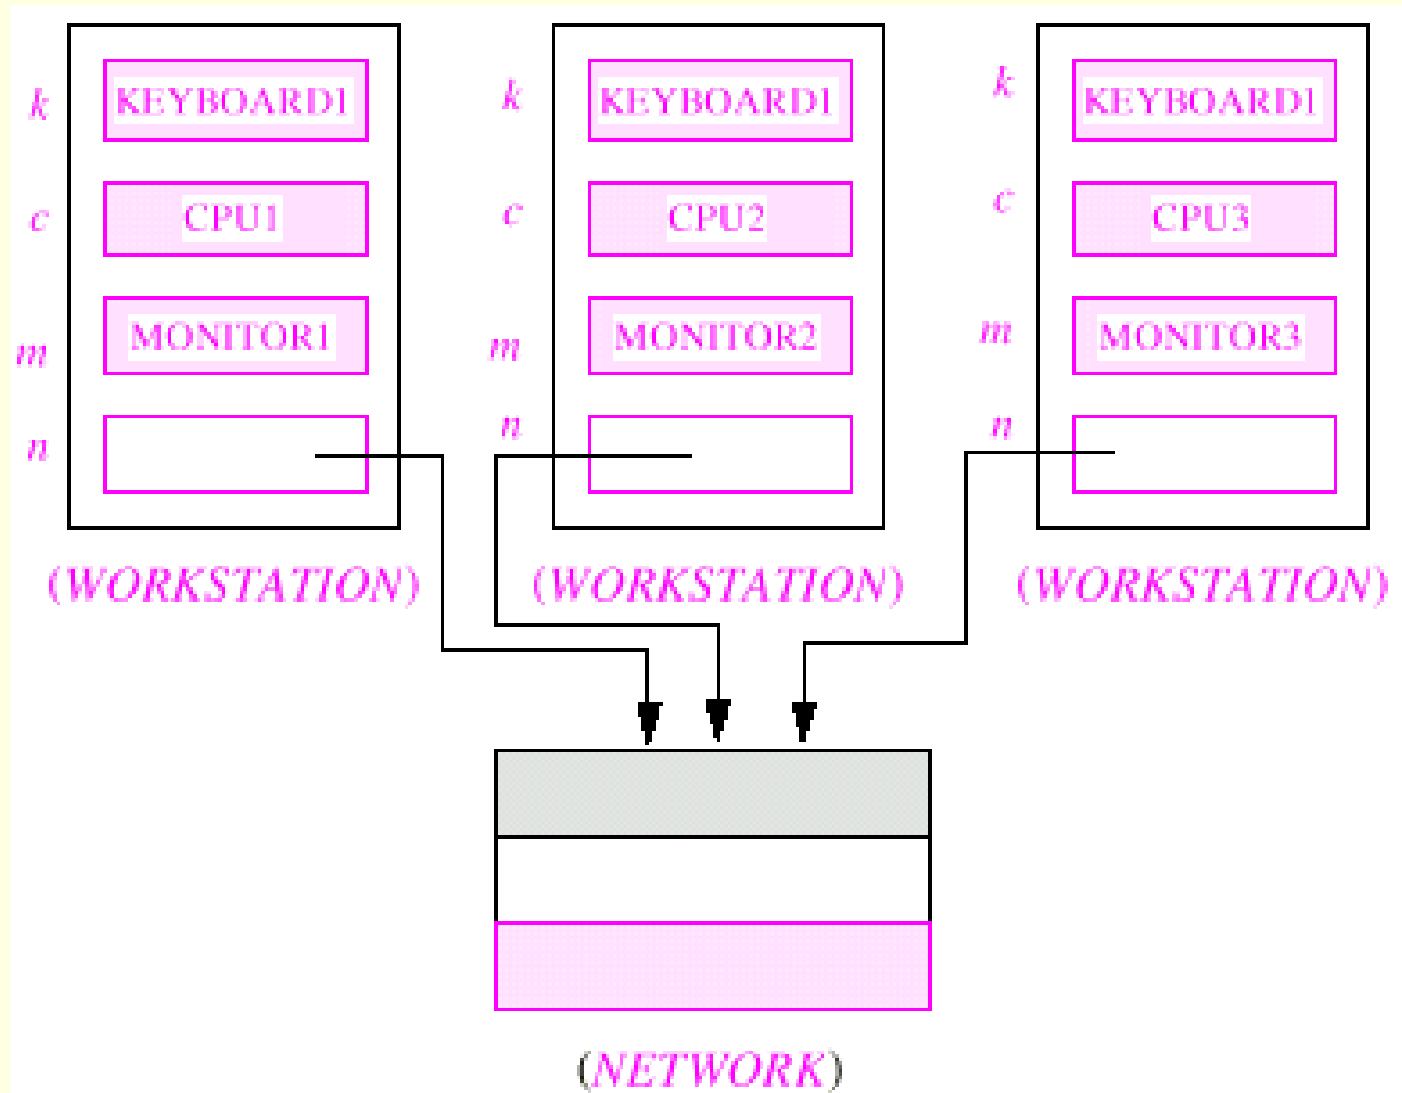 k KEYBOARD1 k KEYBOARD1 k KEYBOARD1
c CPU1 c CPU2 c CPU3
m MONITOR1 m MONITOR2 m MONITOR3
n n n
(WORKSTATION) (WORKSTATION) (WORKSTATION)
(NETWORK)